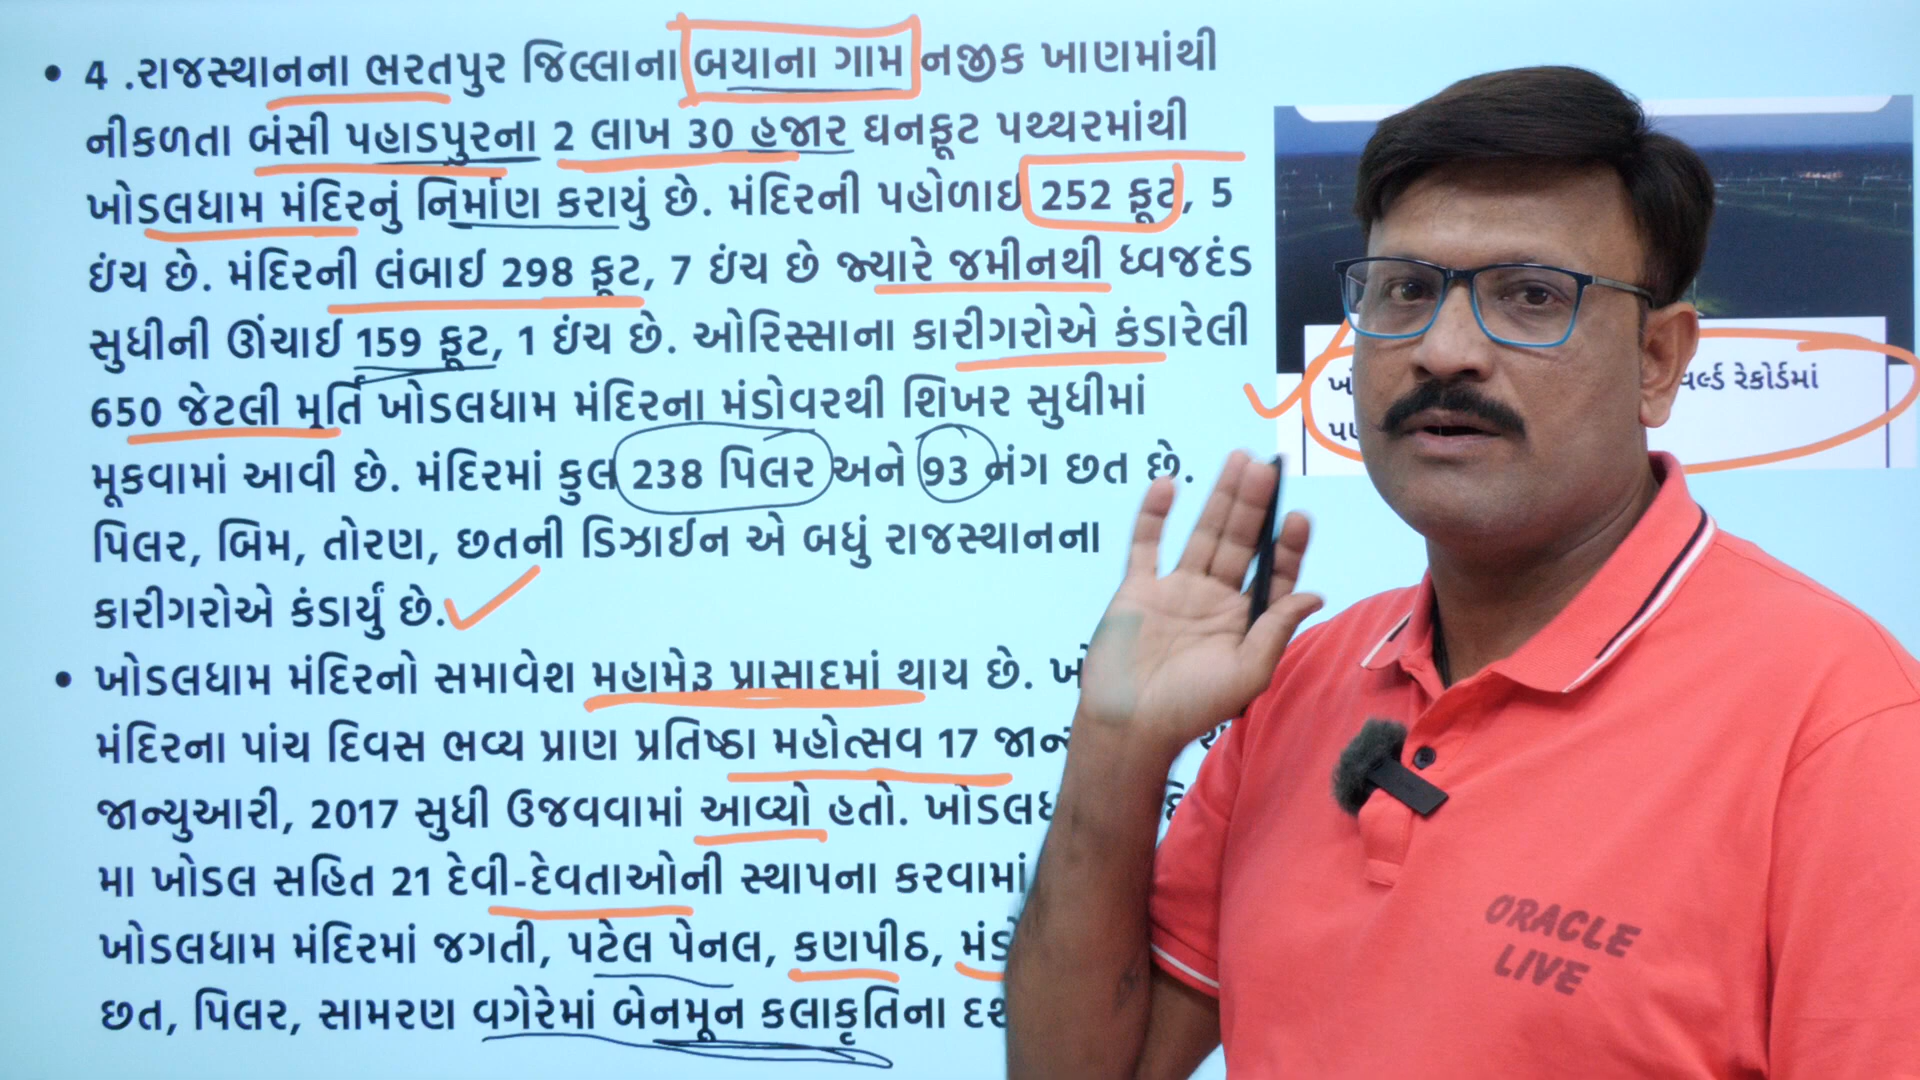 • 4 .રાજસ્થાનના ભરતપુર જિલ્લાના બયાના ગામ નજીક ખાણમાંથી
નીકળતા બંસી પહાડપુરના 2 લાખ 30 હજાર ઘનફૂટ પથ્થરમાંથી
ખોડલધામ મંદિરનું નિર્માણ કરાયું છે. મંદિરની પહોળાઈ 252 ફૂટ, 5
ઇંચ છે. મંદિરની લંબાઈ 298 ફૂટ, 7 ઇંચ છે જ્યારે જમીનથી ધ્વજદંડ
સુધીની ઊંચાઈ 159 ફૂટ, 1 ઇંચ છે. ઓરિસ્સાના કારીગરોએ કંડારેલી
650 જેટલી મૂર્તિ ખોડલધામ મંદિરના મંડોવરથી શિખર સુધીમાં
મૂકવામાં આવી છે. મંદિરમાં કુલ 238 પિલર અને 93 નંગ છત છે.
પિલર, બિમ, તોરણ, છતની ડિઝાઈન એ બધું રાજસ્થાનના
કારીગરોએ કંડાર્યું છે.
• ખોડલધામ મંદિરનો સમાવેશ મહામેરૂ પ્રાસાદમાં થાય છે.
મંદિરના પાંચ દિવસ ભવ્ય પ્રાણ પ્રતિષ્ઠા મહોત્સવ 17
જાન્યુઆરી, 2017 સુધી ઉજવવામાં આવ્યો હતો.
મા ખોડલ સહિત 21 દેવી-દેવતાઓની સ્થાપના કરવામાં
ખોડલધામ મંદિરમાં જગતી, પટેલ પેનલ, કણપીઠ,
છત, પિલર, સામરણ વગેરેમાં બેનમૂન કલાકૃતિના
વર્લ્ડ રેકોર્ડમાં
ORACLE
LIVE